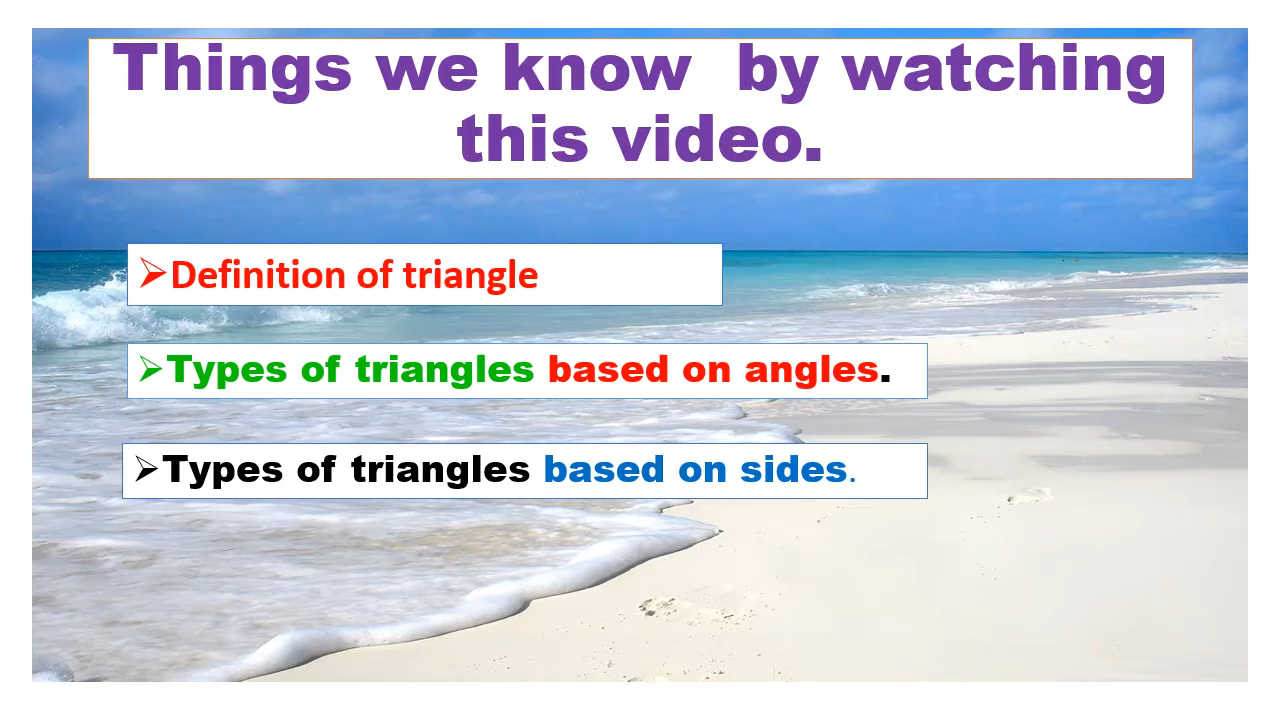 Things we know by watching
this video.
➢Definition of triangle
➢Types of triangles based on angles.
➢Types of triangles based on sides.